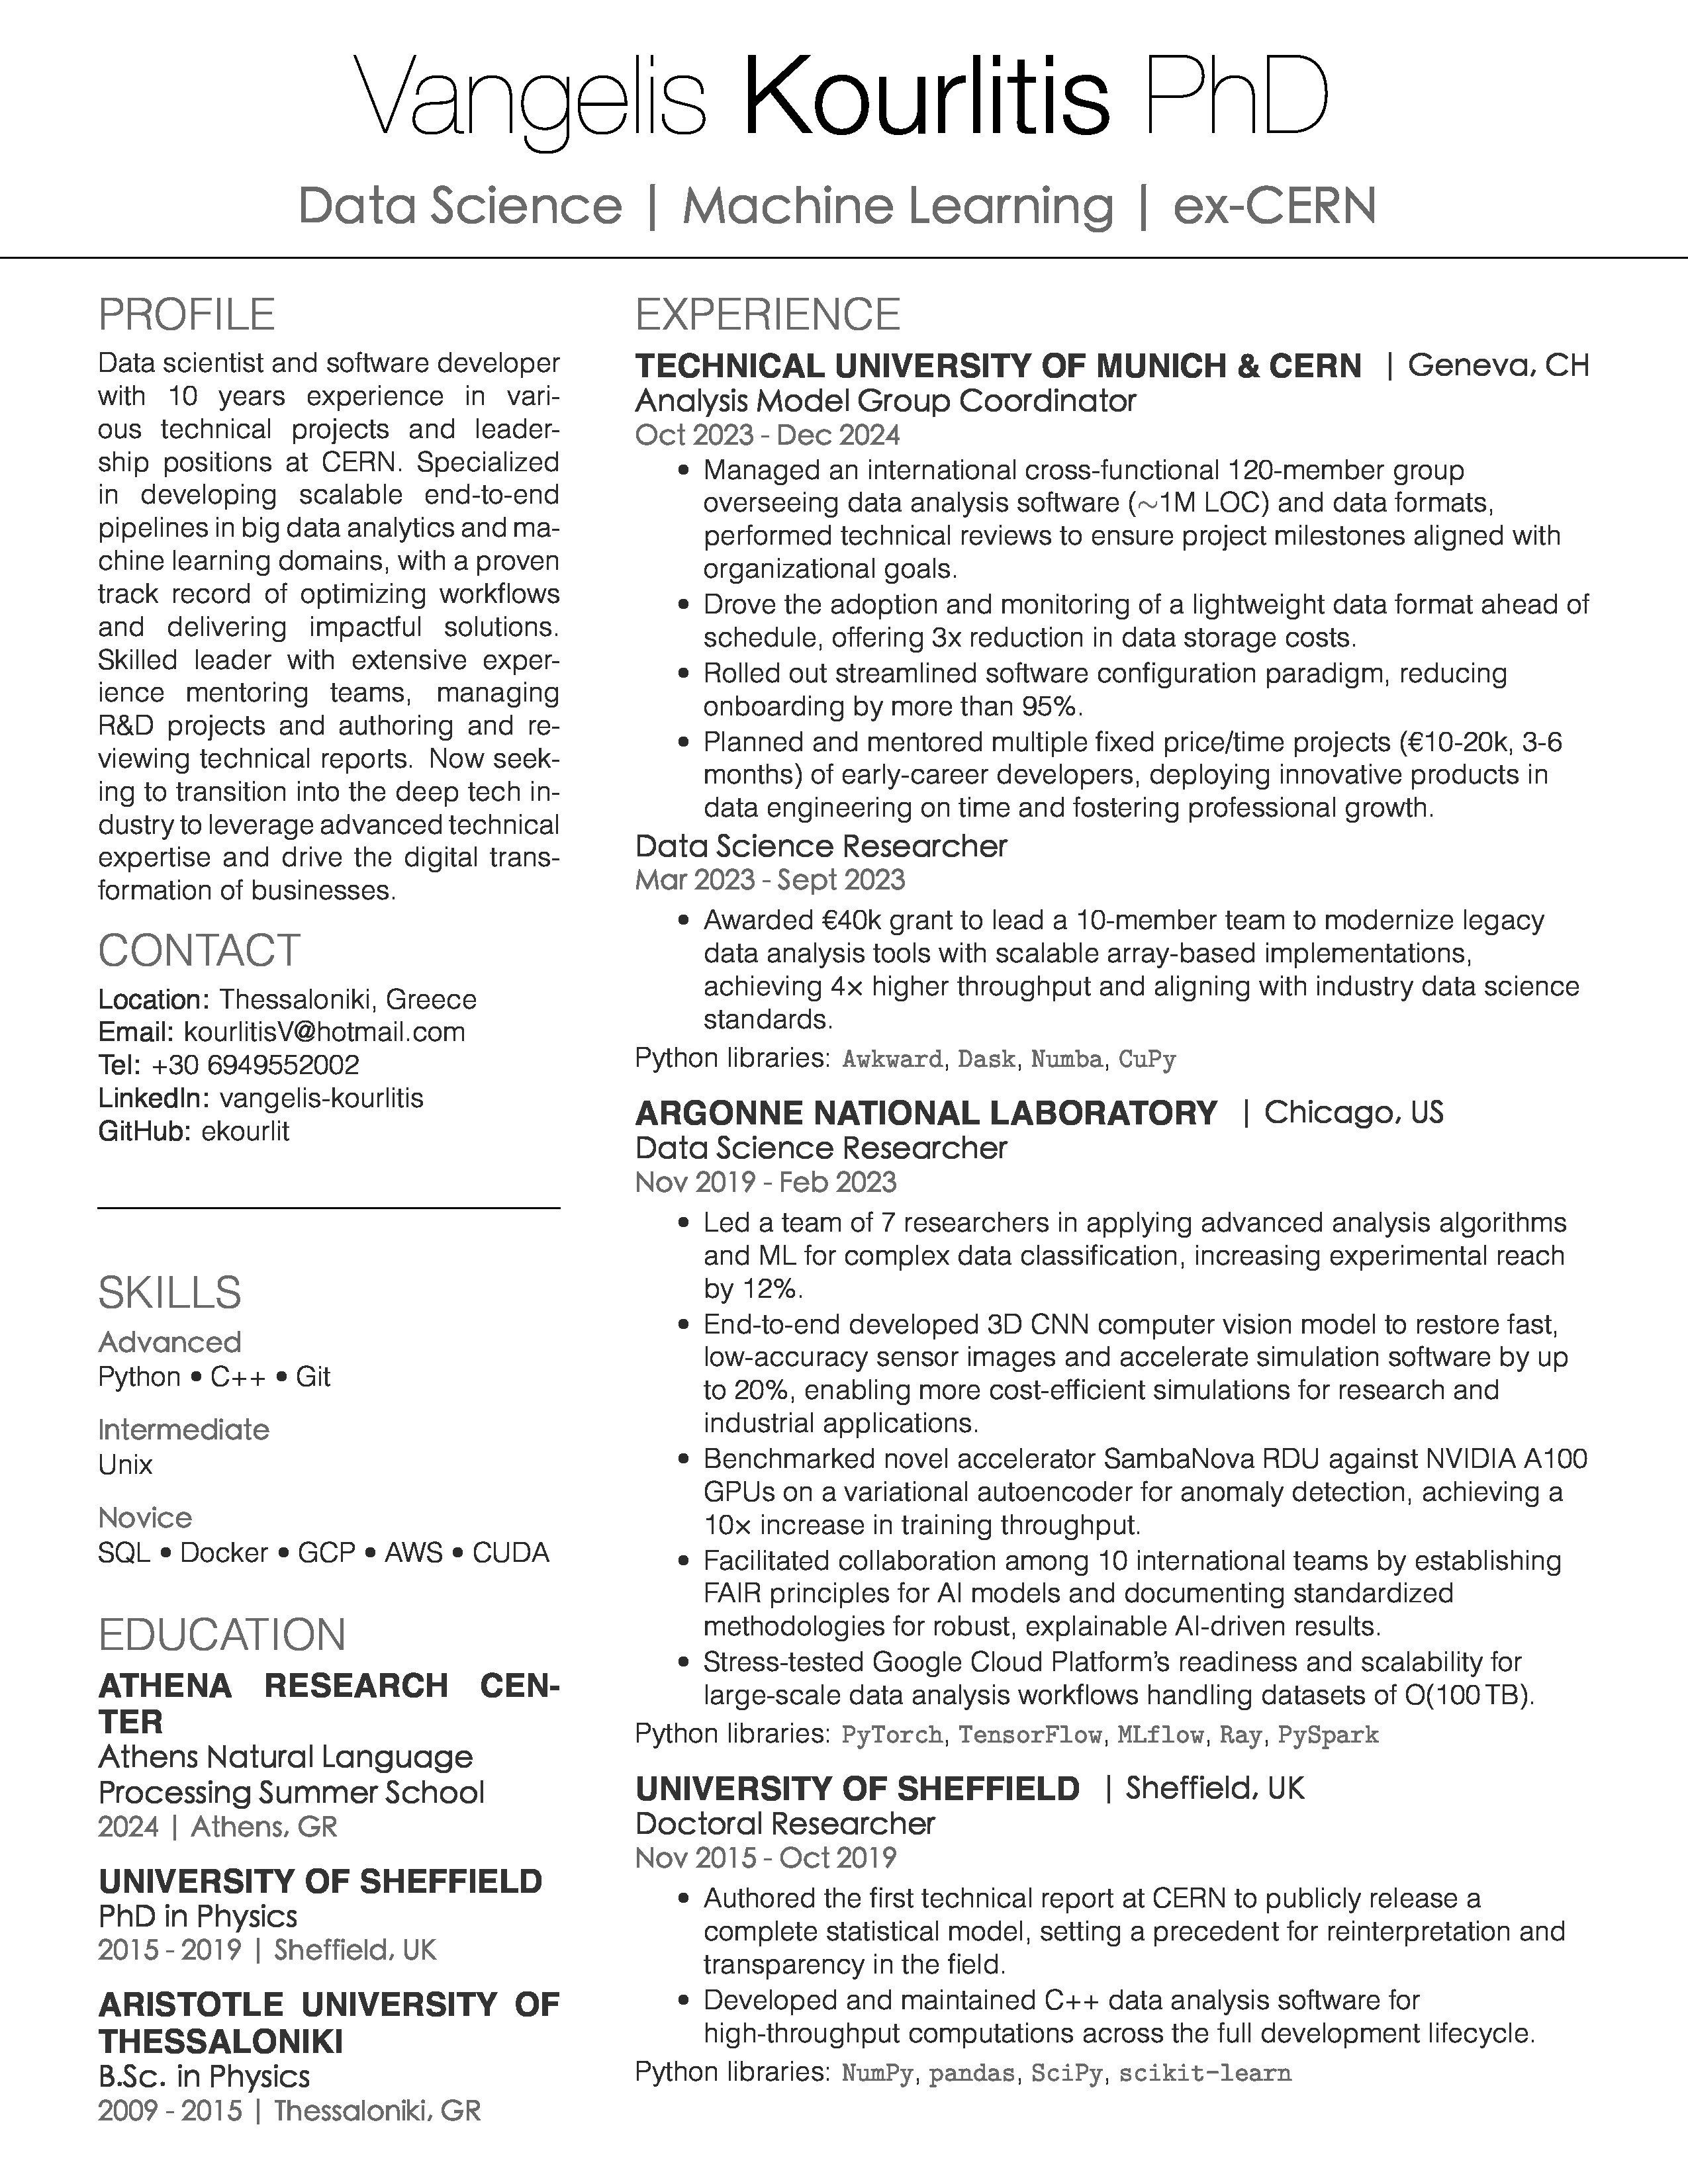 Vangelis Kourlitis PhD
Data Science | Machine Learning | ex-CERN
PROFILE
Data scientist and software developer
with 10 years experience in vari-
ous technical projects and leader-
ship positions at CERN. Specialized
in developing scalable end-to-end
pipelines in big data analytics and ma-
chine learning domains, with a proven
track record of optimizing workflows
and delivering impactful solutions.
Skilled leader with extensive exper-
ience mentoring teams, managing
R&D projects and authoring and re-
viewing technical reports. Now seek-
ing to transition into the deep tech in-
dustry to leverage advanced technical
expertise and drive the digital trans-
formation of businesses.
CONTACT
Location: Thessaloniki, Greece
Email: kourlitisV@hotmail.com
Tel: +30 6949552002
LinkedIn: vangelis-kourlitis
GitHub: ekourlit
SKILLS
Advanced
Python • C++ • Git
Intermediate
Unix
Novice
SQL • Docker • GCP • AWS • CUDA
EDUCATION
ATHENA RESEARCH CEN-
TER
Athens Natural Language
Processing Summer School
2024 | Athens, GR
UNIVERSITY OF SHEFFIELD
PhD in Physics
2015 - 2019 | Sheffield, UK
ARISTOTLE UNIVERSITY OF
THESSALONIKI
B.Sc. in Physics
2009 - 2015 | Thessaloniki, GR
EXPERIENCE
TECHNICAL UNIVERSITY OF MUNICH & CERN | Geneva, CH
Analysis Model Group Coordinator
Oct 2023 - Dec 2024
• Managed an international cross-functional 120-member group
overseeing data analysis software (~1M LOC) and data formats,
performed technical reviews to ensure project milestones aligned with
organizational goals.
• Drove the adoption and monitoring of a lightweight data format ahead of
schedule, offering 3x reduction in data storage costs.
• Rolled out streamlined software configuration paradigm, reducing
onboarding by more than 95%.
• Planned and mentored multiple fixed price/time projects (€10-20k, 3-6
months) of early-career developers, deploying innovative products in
data engineering on time and fostering professional growth.
Data Science Researcher
Mar 2023 - Sept 2023
• Awarded €40k grant to lead a 10-member team to modernize legacy
data analysis tools with scalable array-based implementations,
achieving 4× higher throughput and aligning with industry data science
standards.
Python libraries: Awkward, Dask, Numba, CuPy
ARGONNE NATIONAL LABORATORY | Chicago, US
Data Science Researcher
Nov 2019 - Feb 2023
• Led a team of 7 researchers in applying advanced analysis algorithms
and ML for complex data classification, increasing experimental reach
by 12%.
• End-to-end developed 3D CNN computer vision model to restore fast,
low-accuracy sensor images and accelerate simulation software by up
to 20%, enabling more cost-efficient simulations for research and
industrial applications.
• Benchmarked novel accelerator SambaNova RDU against NVIDIA A100
GPUs on a variational autoencoder for anomaly detection, achieving a
10× increase in training throughput.
• Facilitated collaboration among 10 international teams by establishing
FAIR principles for AI models and documenting standardized
methodologies for robust, explainable AI-driven results.
• Stress-tested Google Cloud Platform's readiness and scalability for
large-scale data analysis workflows handling datasets of O(100 TB).
Python libraries: PyTorch, TensorFlow, MLflow, Ray, PySpark
UNIVERSITY OF SHEFFIELD | Sheffield, UK
Doctoral Researcher
Nov 2015 - Oct 2019
• Authored the first technical report at CERN to publicly release a
complete statistical model, setting a precedent for reinterpretation and
transparency in the field.
• Developed and maintained C++ data analysis software for
high-throughput computations across the full development lifecycle.
Python libraries: NumPy, pandas, SciPy, scikit-learn